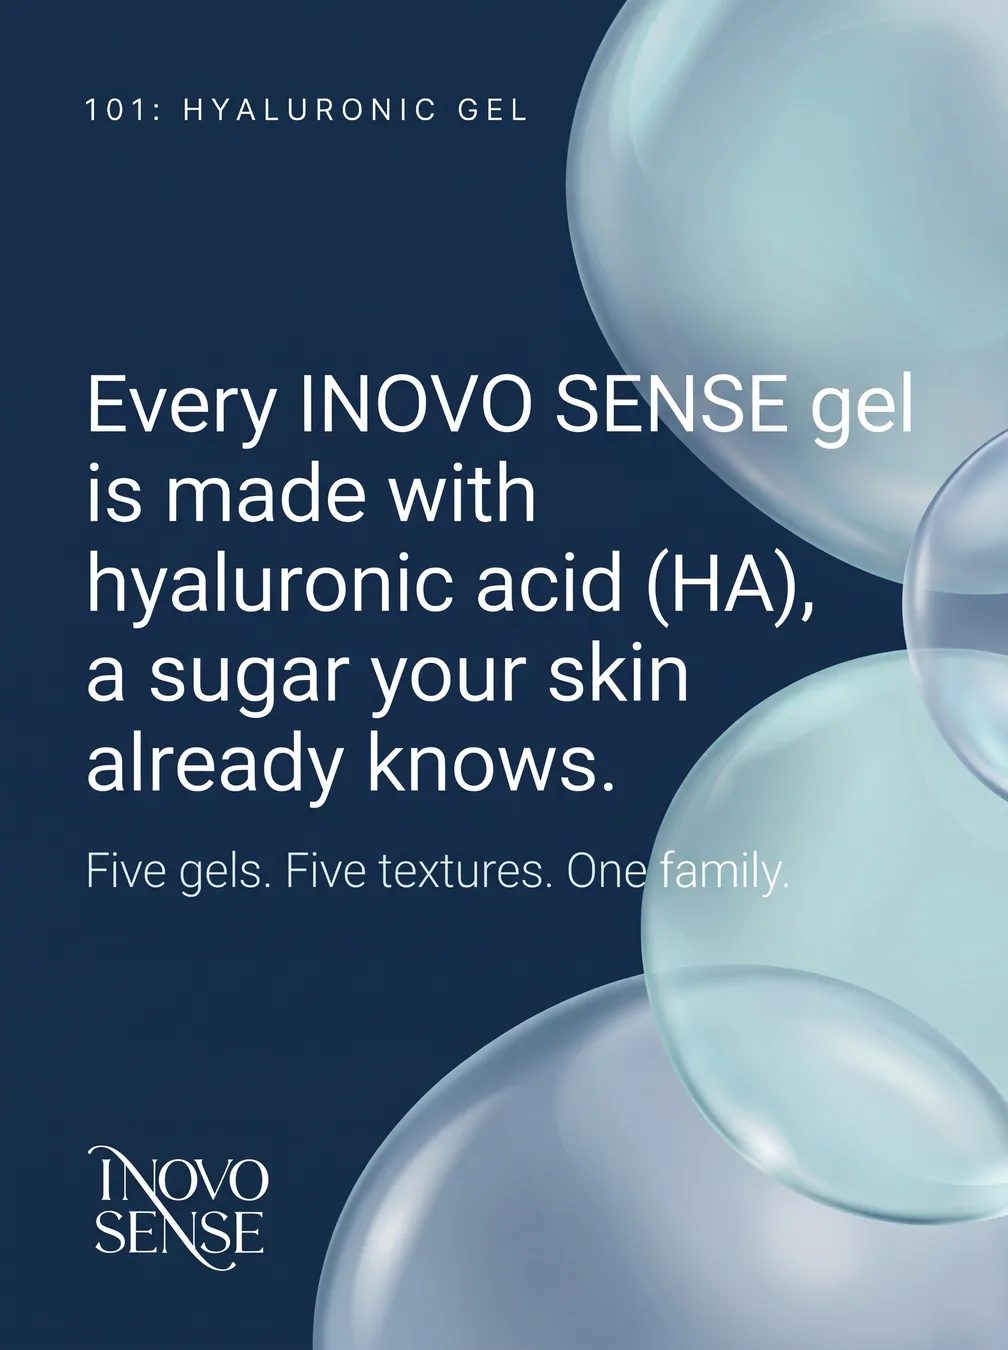 101: HYALURONIC GEL
Every INOVO SENSE gel
is made with
hyaluronic acid (HA),
a sugar your skin
already knows.
Five gels. Five textures. One family.
INOVO
SENSE